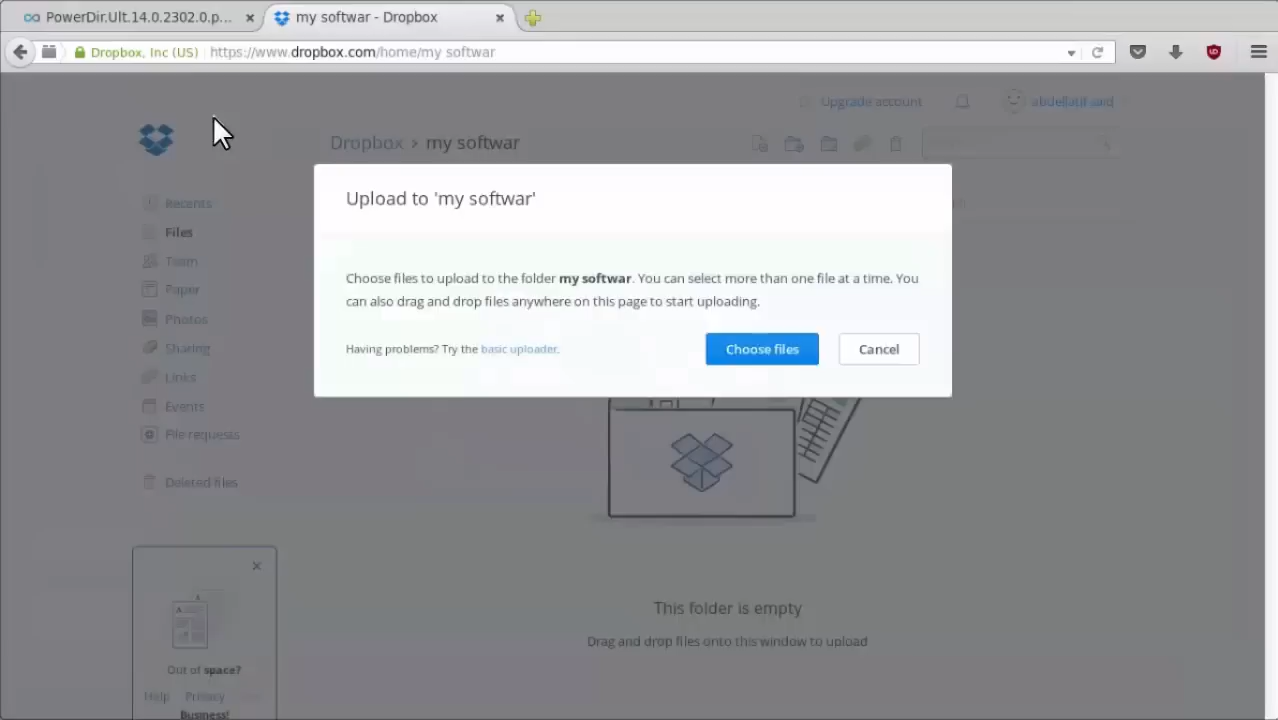 PowerDir.Ult.14.0.2302.0.p...
my softwar - Dropbox
Dropbox, Inc (US)
https://www.dropbox.com/home/my softwar
Upgrade account
abdellatif said
Dropbox › my softwar
Upload to 'my softwar'
Choose files to upload to the folder my softwar. You can select more than one file at a time. You
can also drag and drop files anywhere on this page to start uploading.
Having problems? Try the basic uploader.
Choose files
Cancel
Recents
Files
Team
Paper
Photos
Sharing
Links
Events
File requests
Deleted files
Out of space?
Help Privacy
Business!
This folder is empty
Drag and drop files onto this window to upload